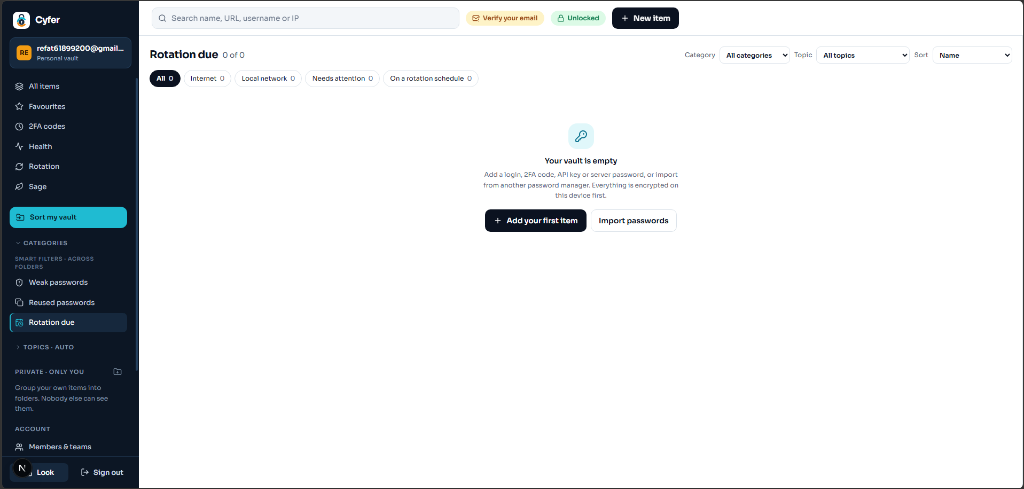 Cyfer
RE
refat61899200@gmail...
Personal vault
All items
Favourites
2FA codes
Health
Rotation
Sage
Sort my vault
CATEGORIES
SMART FILTERS · ACROSS
FOLDERS
Weak passwords
Reused passwords
Rotation due
TOPICS · AUTO
PRIVATE · ONLY YOU
Group your own items into
folders. Nobody else can see
them.
ACCOUNT
Members & teams
N
Lock
Sign out
Search name, URL, username or IP
Verify your email
Unlocked
New item
Rotation due 0 of 0
Category All categories Topic All topics Sort Name
All 0 Internet 0 Local network 0 Needs attention 0 On a rotation schedule 0
Your vault is empty
Add a login, 2FA code, API key or server password, or import
from another password manager. Everything is encrypted on
this device first.
Add your first item
Import passwords